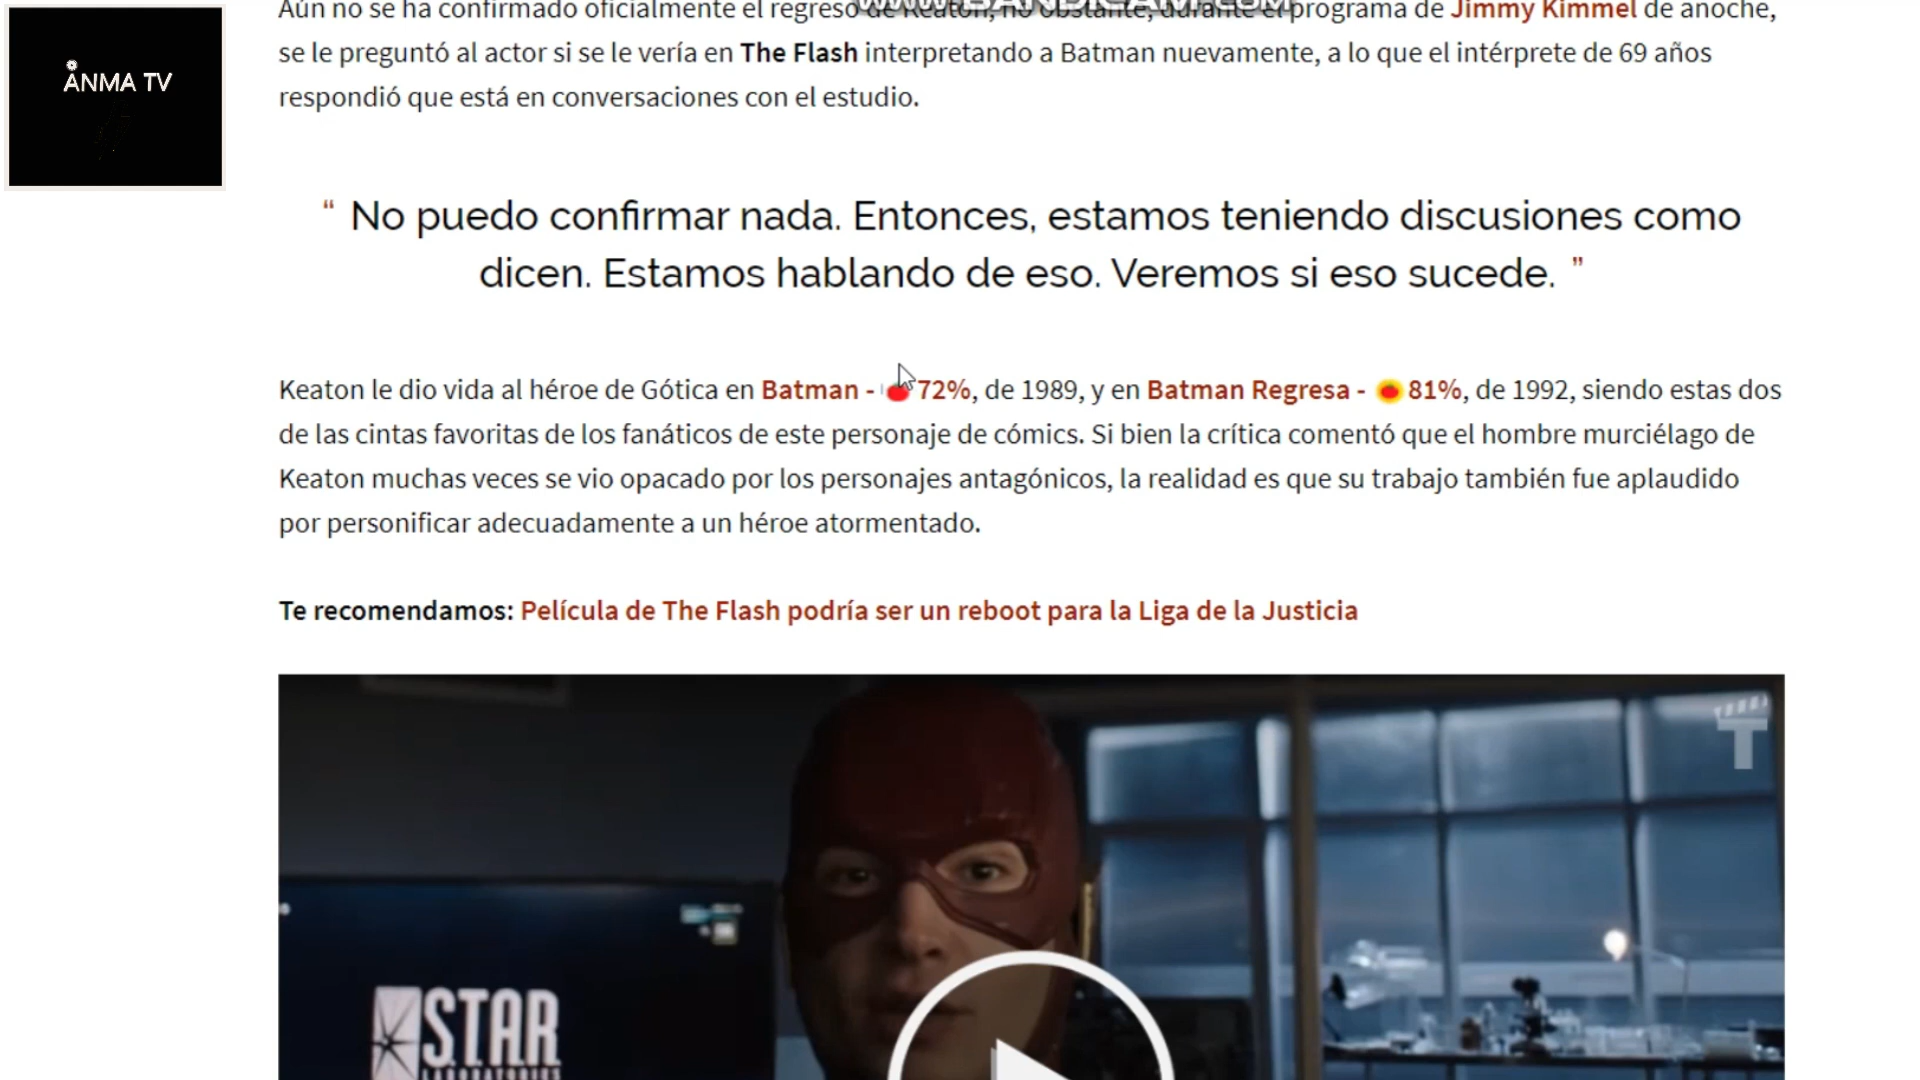 WWW.BANDICAM.COM
Aún no se ha confirmado oficialmente el regreso de Keaton, no obstante, durante el programa de Jimmy Kimmel de anoche,
ANMA TV
se le preguntó al actor si se le vería en The Flash interpretando a Batman nuevamente, a lo que el intérprete de 69 años
respondió que está en conversaciones con el estudio.
“ No puedo confirmar nada. Entonces, estamos teniendo discusiones como
dicen. Estamos hablando de eso. Veremos si eso sucede. ”
Keaton le dio vida al héroe de Gótica en Batman - 72%, de 1989, y en Batman Regresa - 81%, de 1992, siendo estas dos
de las cintas favoritas de los fanáticos de este personaje de cómics. Si bien la crítica comentó que el hombre murciélago de
Keaton muchas veces se vio opacado por los personajes antagónicos, la realidad es que su trabajo también fue aplaudido
por personificar adecuadamente a un héroe atormentado.
Te recomendamos: Película de The Flash podría ser un reboot para la Liga de la Justicia
T
STAR
LABORATORIES